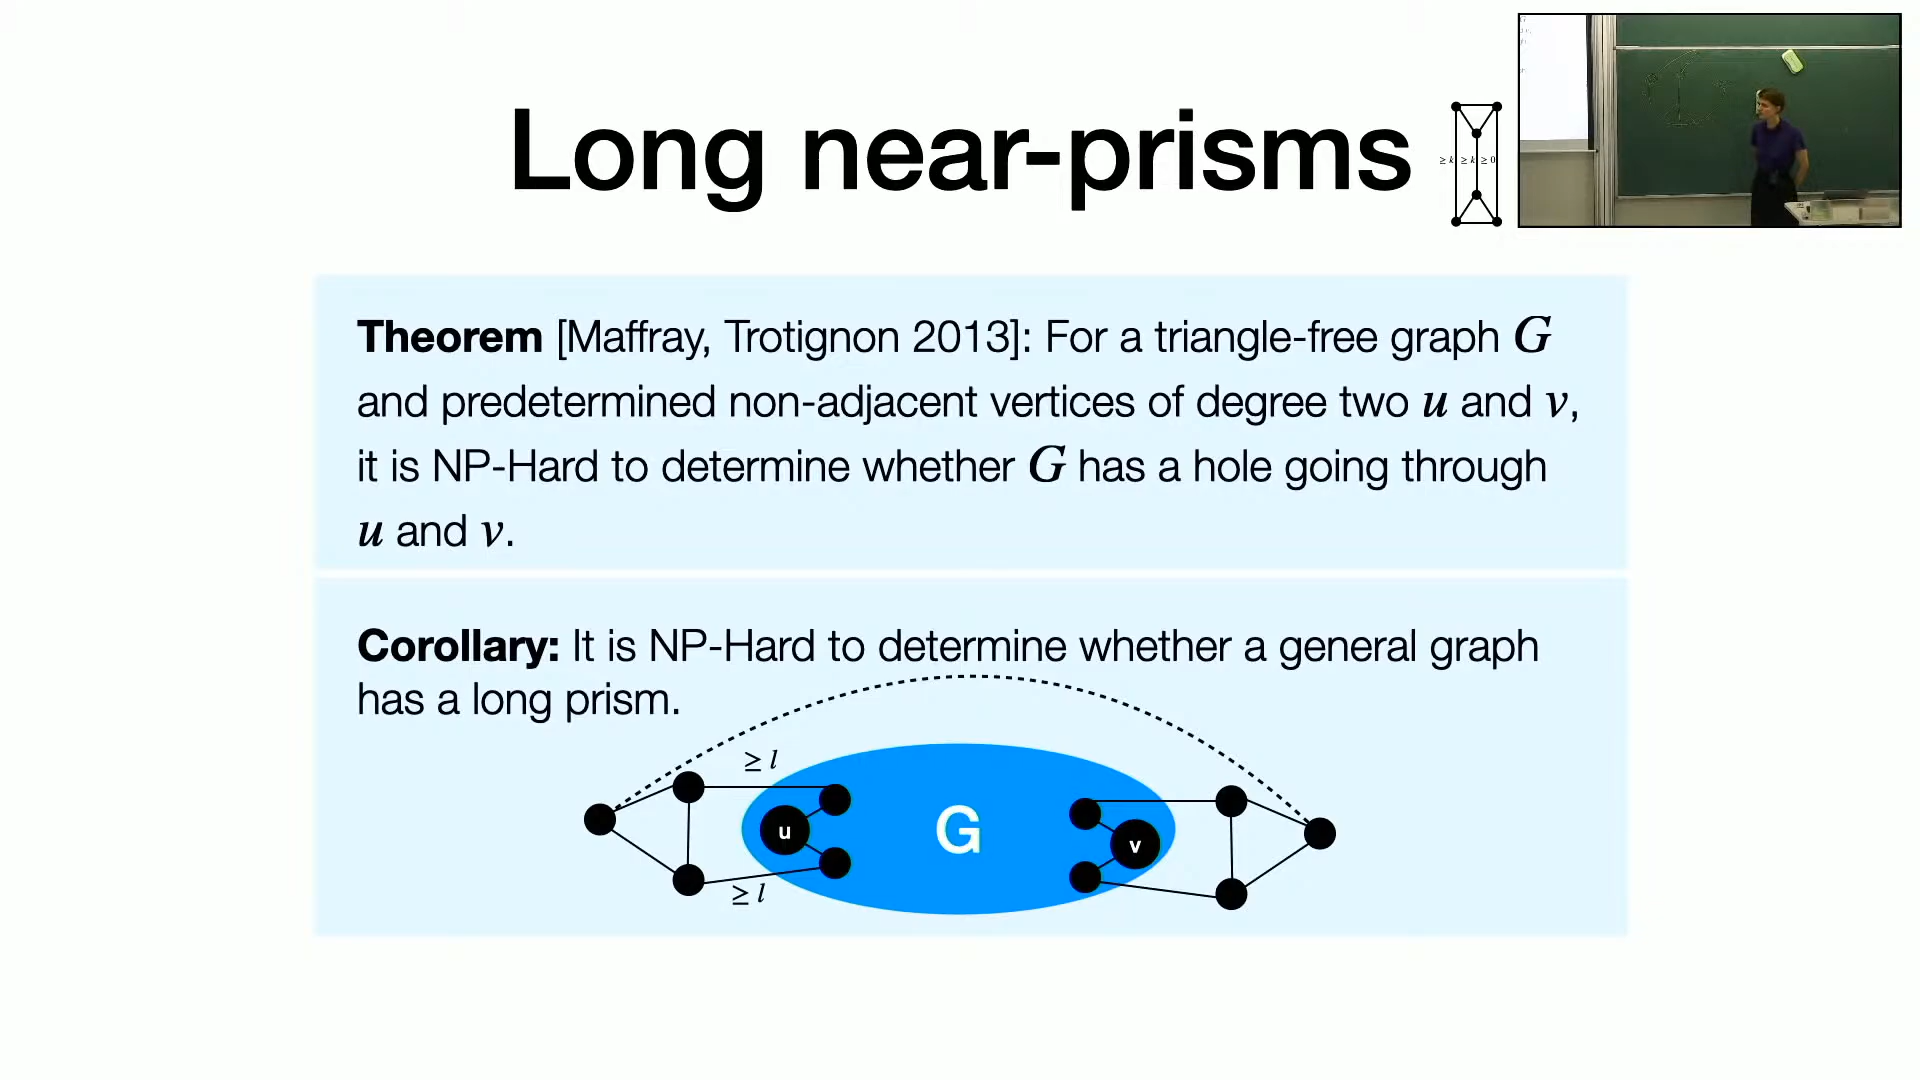 Long near-prisms
≥ k ≥ k ≥ 0
Theorem [Maffray, Trotignon 2013]: For a triangle-free graph G
and predetermined non-adjacent vertices of degree two u and v,
it is NP-Hard to determine whether G has a hole going through
u and v.
Corollary: It is NP-Hard to determine whether a general graph
has a long prism.
≥ l
u
G
v
≥ l